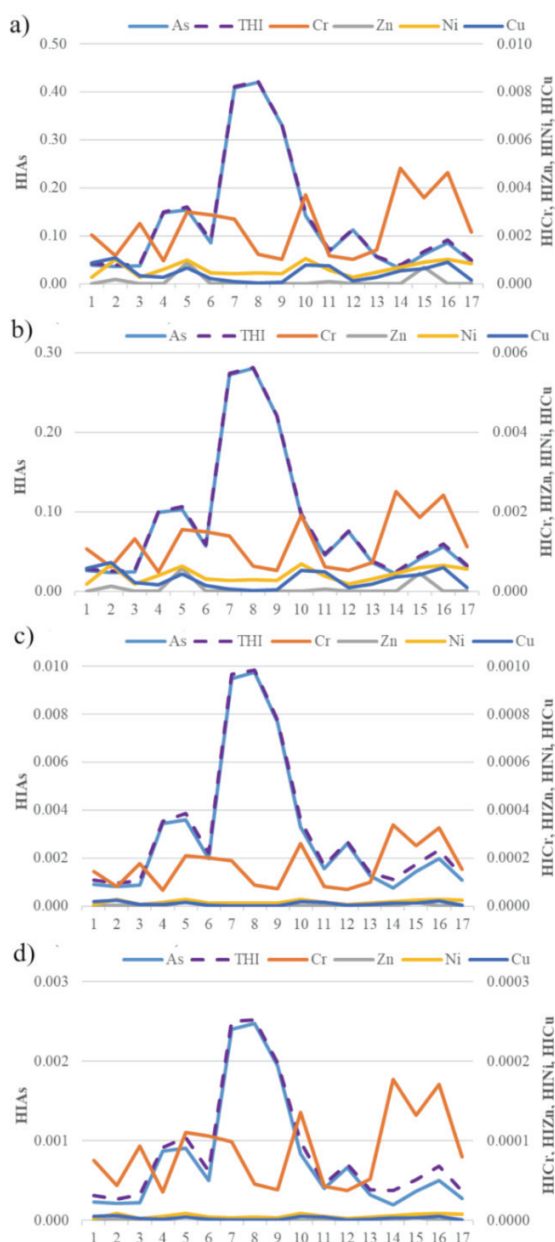 a)
As THI Cr Zn Ni Cu
0.50 0.010
0.40 0.008
0.30 0.006
0.20 0.004
0.10 0.002
0.00 0.000
HIAs
HICr, HIZn, HINi, HICu
1 2 3 4 5 6 7 8 9 10 11 12 13 14 15 16 17
b)
As THI Cr Zn Ni Cu
0.30 0.006
0.20 0.004
0.10 0.002
0.00 0.000
HIAs
HICr, HIZn, HINi, HICu
1 2 3 4 5 6 7 8 9 10 11 12 13 14 15 16 17
c)
As THI Cr Zn Ni Cu
0.010 0.0010
0.008 0.0008
0.006 0.0006
0.004 0.0004
0.002 0.0002
0.000 0.0000
HIAs
HICr, HIZn, HINi, HICu
1 2 3 4 5 6 7 8 9 10 11 12 13 14 15 16 17
d)
As THI Cr Zn Ni Cu
0.003 0.0003
0.002 0.0002
0.001 0.0001
0.000 0.0000
HIAs
HICr, HIZn, HINi, HICu
1 2 3 4 5 6 7 8 9 10 11 12 13 14 15 16 17